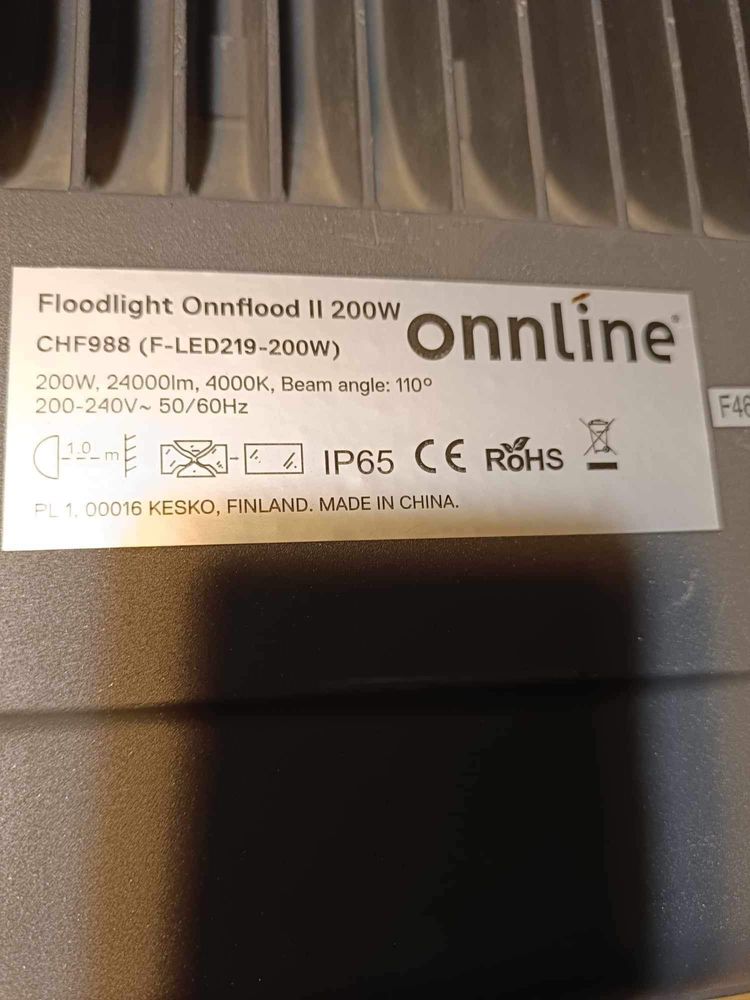 Floodlight Onnflood II 200W
onnline®
CHF988 (F-LED219-200W)
200W, 24000lm, 4000K, Beam angle: 110°
200-240V~ 50/60Hz
1.0 m
IP65 CE RoHS
PL 1, 00016 KESKO, FINLAND. MADE IN CHINA.